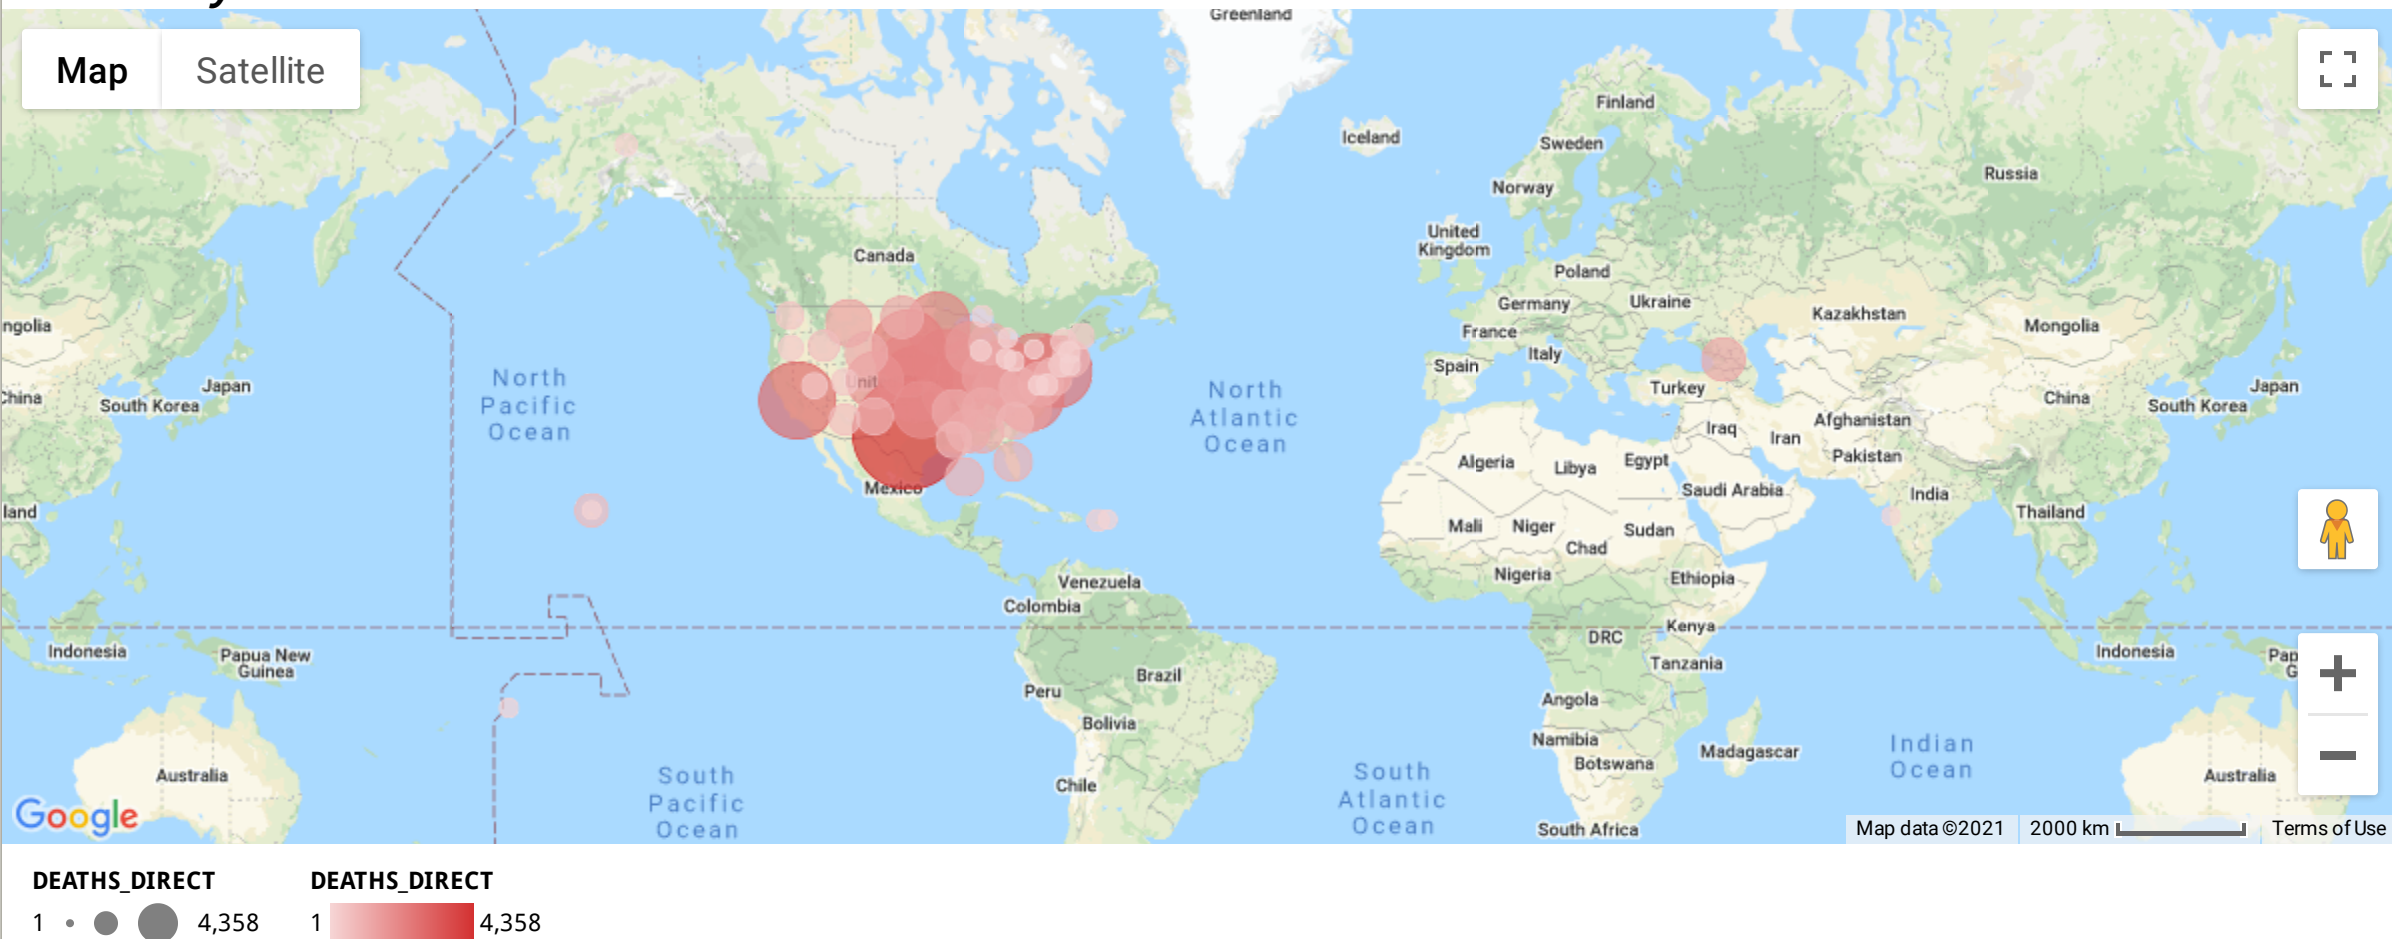 Greenland
Map
Satellite
Finland
Iceland
Sweden
Russia
Norway
United
Kingdom
Canada
Poland
Germany
Ukraine
Kazakhstan
ngolia
Mongolia
France
Italy
Spain
Japan
North
Pacific
Ocean
Unit
North
Atlantic
Ocean
Turkey
Japan
China
South Korea
China
South Korea
Afghanistan
Iraq
Iran
Pakistan
Algeria
Libya
Egypt
Mexico
Saudi Arabia
India
land
Thailand
Mali
Niger
Sudan
Chad
Nigeria
Ethiopia
Venezuela
Colombia
Kenya
DRC
Indonesia
Papua New
Guinea
Tanzania
Indonesia
Pap
G
Brazil
Peru
Angola
Bolivia
Namibia
Madagascar
Indian
Ocean
Botswana
Australia
South
Pacific
Ocean
Chile
South
Atlantic
Ocean
Australia
Google
South Africa
Map data ©2021
2000 km
Terms of Use
DEATHS_DIRECT
1
4,358
DEATHS_DIRECT
1
4,358